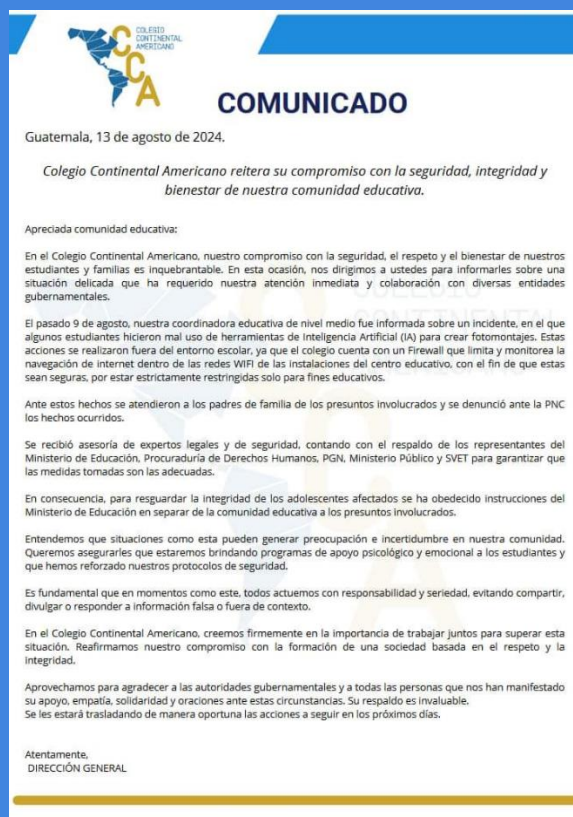 COLEGIO
CONTINENTAL
AMERICANO
CCA
COMUNICADO
Guatemala, 13 de agosto de 2024.
Colegio Continental Americano reitera su compromiso con la seguridad, integridad y
bienestar de nuestra comunidad educativa.
Apreciada comunidad educativa:
En el Colegio Continental Americano, nuestro compromiso con la seguridad, el respeto y el bienestar de nuestros
estudiantes y familias es inquebrantable. En esta ocasión, nos dirigimos a ustedes para informarles sobre una
situación delicada que ha requerido nuestra atención inmediata y colaboración con diversas entidades
gubernamentales.
El pasado 9 de agosto, nuestra coordinadora educativa de nivel medio fue informada sobre un incidente, en el que
algunos estudiantes hicieron mal uso de herramientas de Inteligencia Artificial (IA) para crear fotomontajes. Estas
acciones se realizaron fuera del entorno escolar, ya que el colegio cuenta con un Firewall que limita y monitorea la
navegación de internet dentro de las redes WIFI de las instalaciones del centro educativo, con el fin de que estas
sean seguras, por estar estrictamente restringidas solo para fines educativos.
Ante estos hechos se atendieron a los padres de familia de los presuntos involucrados y se denunció ante la PNC
los hechos ocurridos.
Se recibió asesoría de expertos legales y de seguridad, contando con el respaldo de los representantes del
Ministerio de Educación, Procuraduría de Derechos Humanos, PGN, Ministerio Público y SVET para garantizar que
las medidas tomadas son las adecuadas.
En consecuencia, para resguardar la integridad de los adolescentes afectados se ha obedecido instrucciones del
Ministerio de Educación en separar de la comunidad educativa a los presuntos involucrados.
Entendemos que situaciones como esta pueden generar preocupación e incertidumbre en nuestra comunidad.
Queremos asegurarles que estaremos brindando programas de apoyo psicológico y emocional a los estudiantes y
que hemos reforzado nuestros protocolos de seguridad.
Es fundamental que en momentos como este, todos actuemos con responsabilidad y seriedad, evitando compartir,
divulgar o responder a información falsa o fuera de contexto.
En el Colegio Continental Americano, creemos firmemente en la importancia de trabajar juntos para superar esta
situación. Reafirmamos nuestro compromiso con la formación de una sociedad basada en el respeto y la
integridad.
Aprovechamos para agradecer a las autoridades gubernamentales y a todas las personas que nos han manifestado
su apoyo, empatía, solidaridad y oraciones ante estas circunstancias. Su respaldo es invaluable.
Se les estará trasladando de manera oportuna las acciones a seguir en los próximos días.
Atentamente,
DIRECCIÓN GENERAL